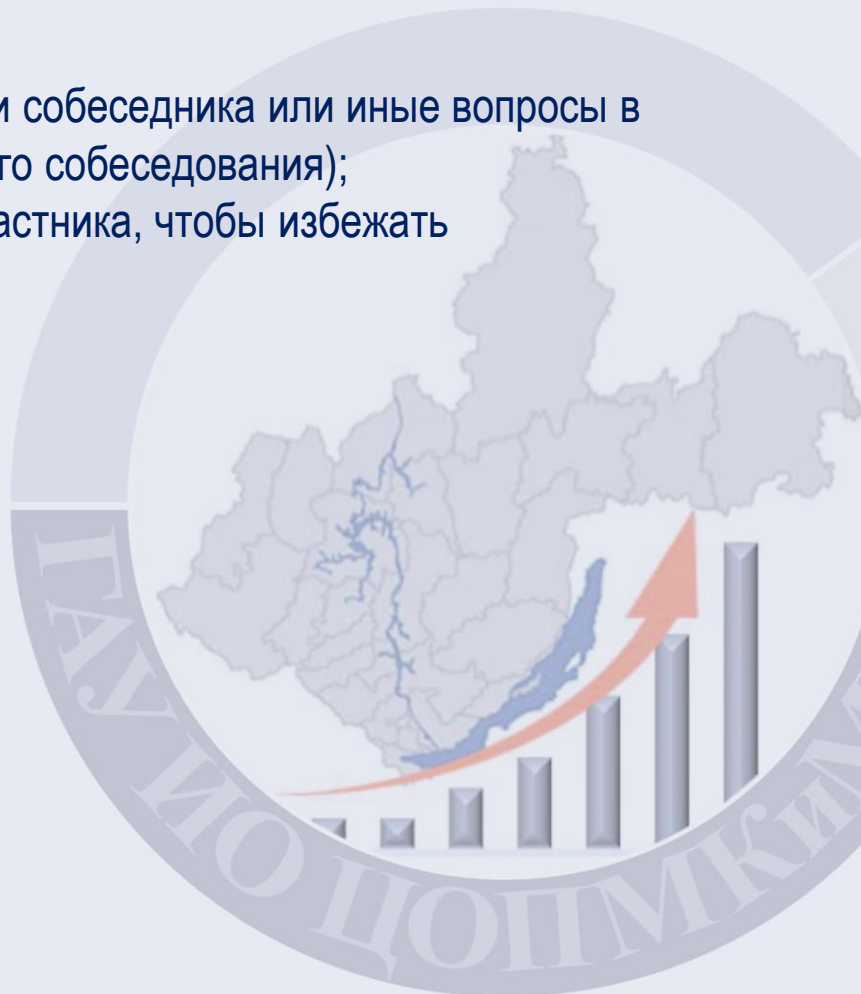 и собеседника или иные вопросы в
го собеседования);
астника, чтобы избежать
ГАУ ИО ЦОПМКиМ